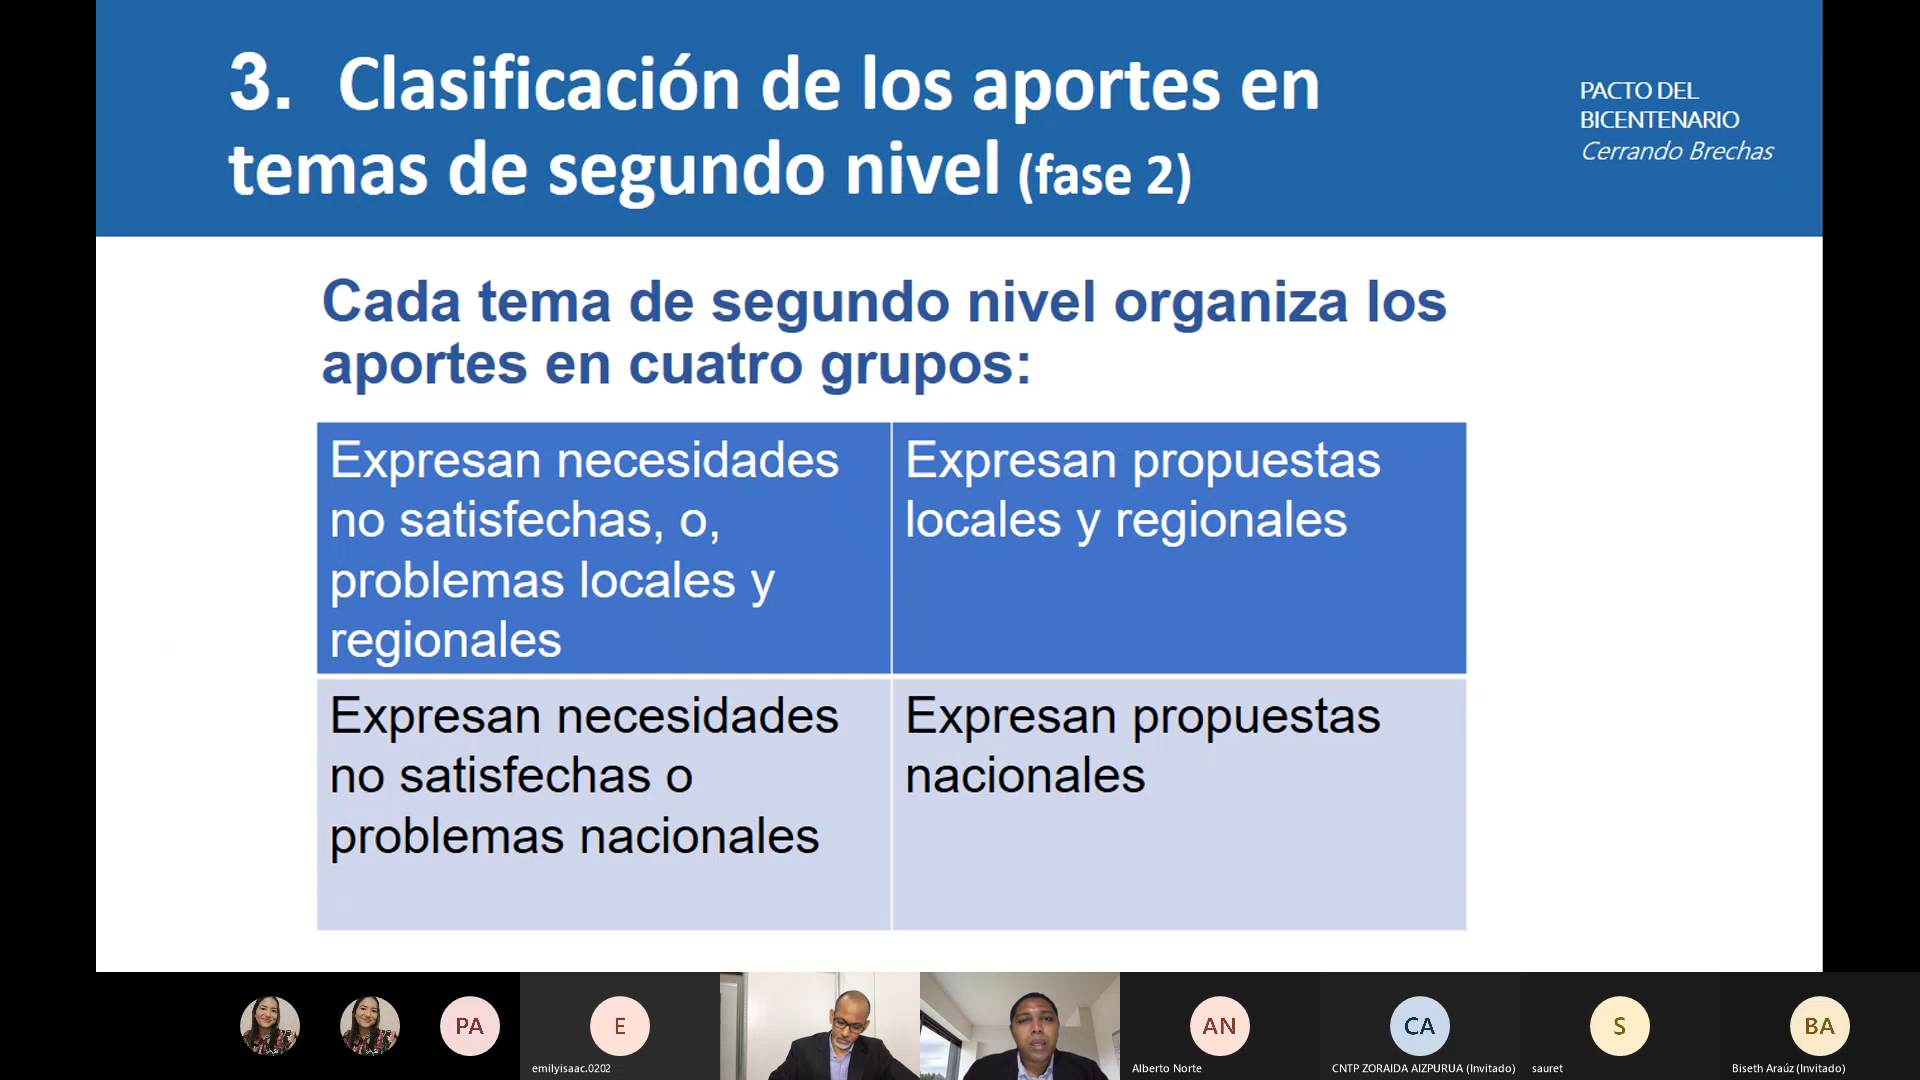 3. Clasificación de los aportes en
temas de segundo nivel (fase 2)
PACTO DEL
BICENTENARIO
Cerrando Brechas
Cada tema de segundo nivel organiza los
aportes en cuatro grupos:
Expresan necesidades
no satisfechas, o,
problemas locales y
regionales
Expresan propuestas
locales y regionales
Expresan necesidades
no satisfechas o
problemas nacionales
Expresan propuestas
nacionales
PA
E
emilyisaac.0202
AN
Alberto Norte
CA
CNTP ZORAIDA AIZPURUA (Invitado)
S
sauret
BA
Biseth Araúz (Invitado)